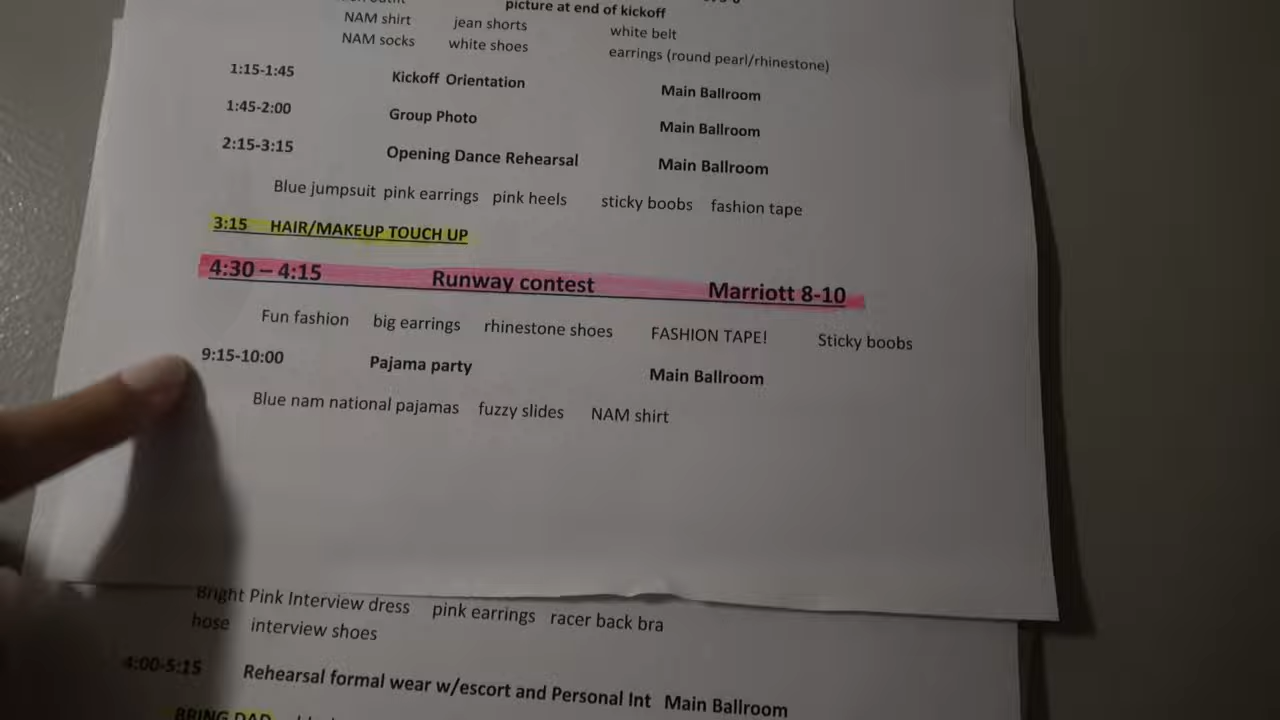 picture at end of kickoff
NAM shirt jean shorts white belt
NAM socks white shoes earrings (round pearl/rhinestone)
1:15-1:45 Kickoff Orientation Main Ballroom
1:45-2:00 Group Photo Main Ballroom
2:15-3:15 Opening Dance Rehearsal Main Ballroom
Blue jumpsuit pink earrings pink heels sticky boobs fashion tape
3:15 HAIR/MAKEUP TOUCH UP
4:30 – 4:15 Runway contest Marriott 8-10
Fun fashion big earrings rhinestone shoes FASHION TAPE! Sticky boobs
9:15-10:00 Pajama party Main Ballroom
Blue nam national pajamas fuzzy slides NAM shirt
Bright Pink Interview dress pink earrings racer back bra
hose interview shoes
4:00-5:15 Rehearsal formal wear w/escort and Personal Int Main Ballroom
BRING DAD